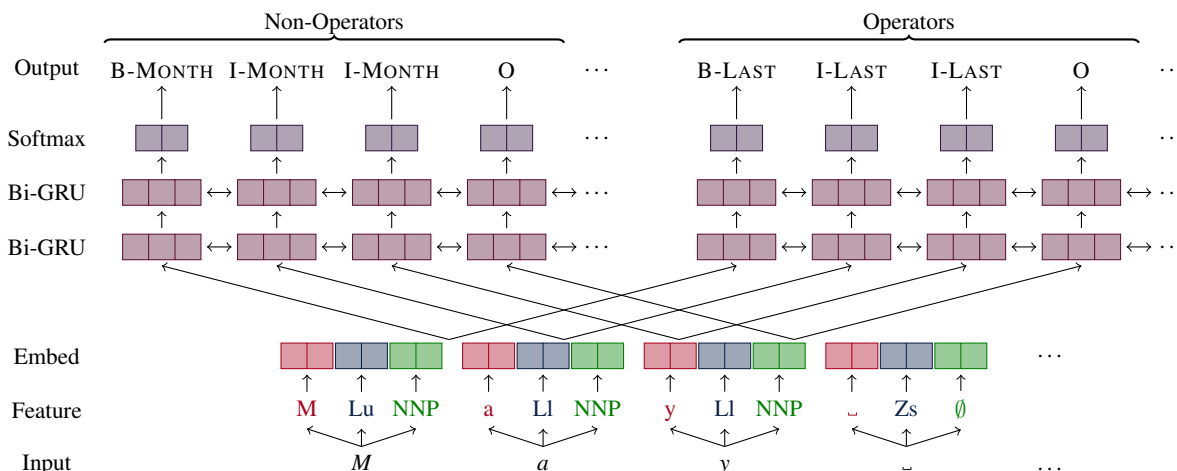 Non-Operators Operators
Output B-MONTH I-MONTH I-MONTH O ... B-LAST I-LAST I-LAST O ..
Softmax ... ..
Bi-GRU ... ..
Bi-GRU ... ..
Embed ...
Feature M Lu NNP a Ll NNP y Ll NNP ␣ Zs ∅
Input M a y ␣ ...